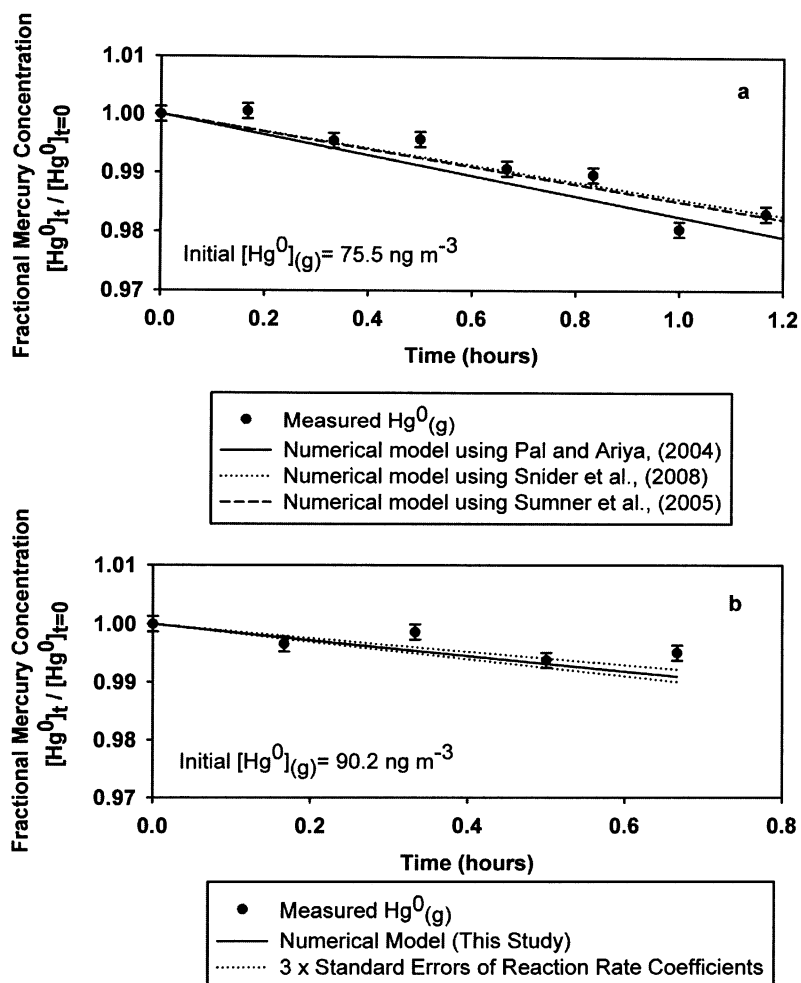 Fractional Mercury Concentration
[Hg⁰]t / [Hg⁰]t=0
1.01
1.00
0.99
0.98
0.97
a
Initial [Hg⁰](g)= 75.5 ng m⁻³
0.0 0.2 0.4 0.6 0.8 1.0 1.2
Time (hours)
Measured Hg⁰(g)
Numerical model using Pal and Ariya, (2004)
Numerical model using Snider et al., (2008)
Numerical model using Sumner et al., (2005)
Fractional Mercury Concentration
[Hg⁰]t / [Hg⁰]t=0
1.01
1.00
0.99
0.98
0.97
b
Initial [Hg⁰](g)= 90.2 ng m⁻³
0.0 0.2 0.4 0.6 0.8
Time (hours)
Measured Hg⁰(g)
Numerical Model (This Study)
3 x Standard Errors of Reaction Rate Coefficients